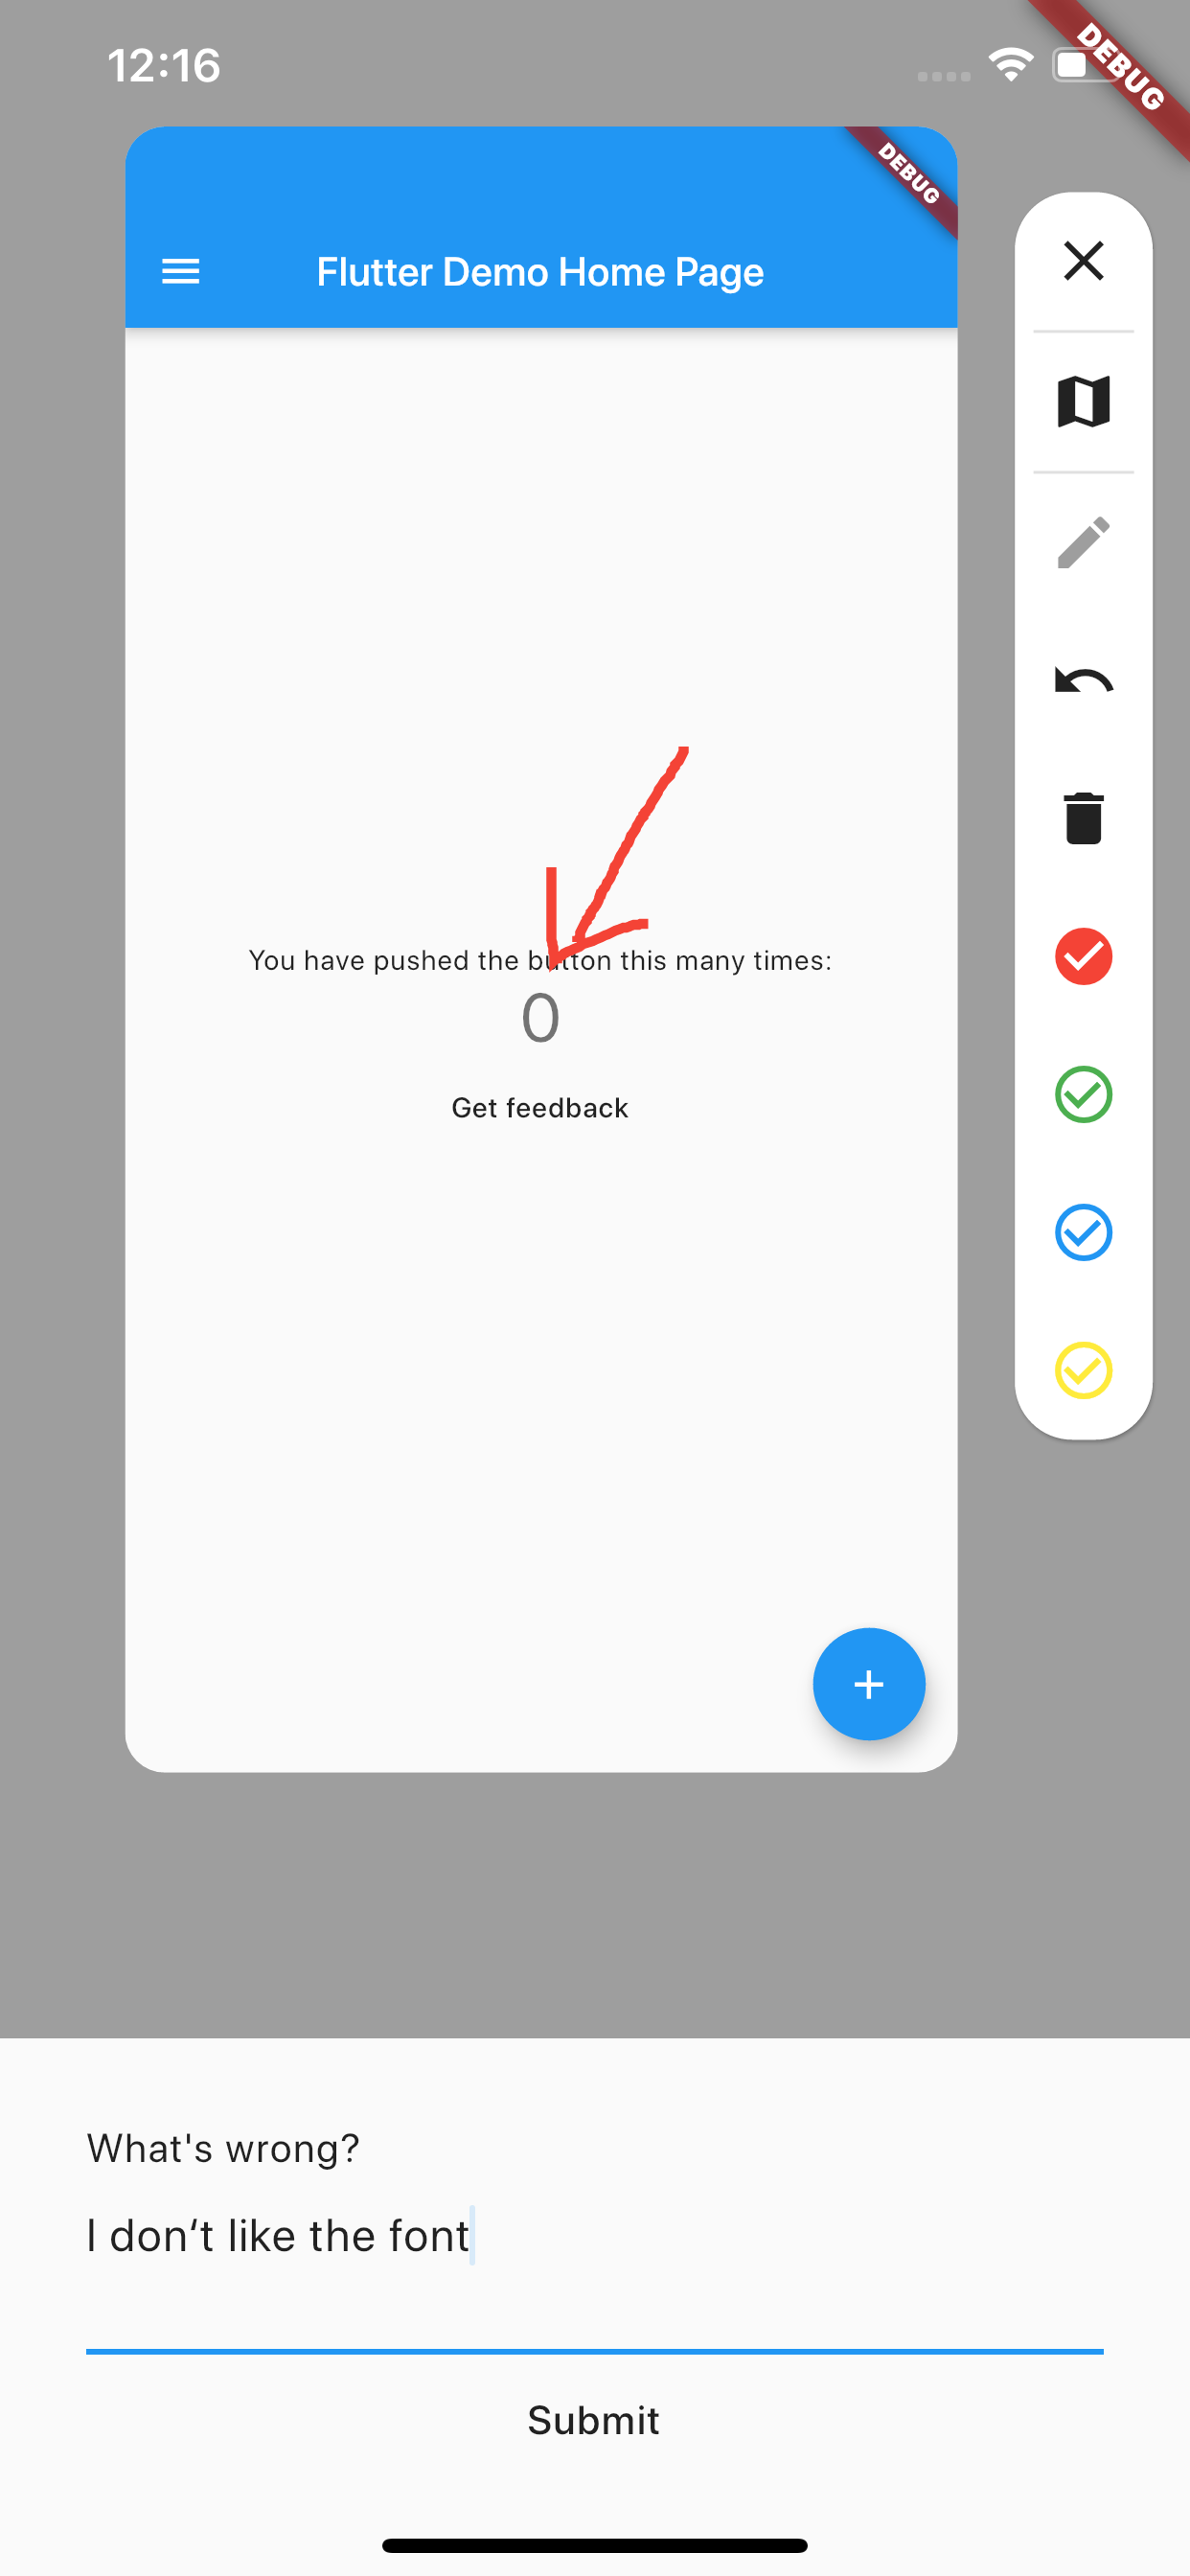 12:16
DEBUG
DEBUG
Flutter Demo Home Page
You have pushed the button this many times:
0
Get feedback
What's wrong?
I don‘t like the font
Submit